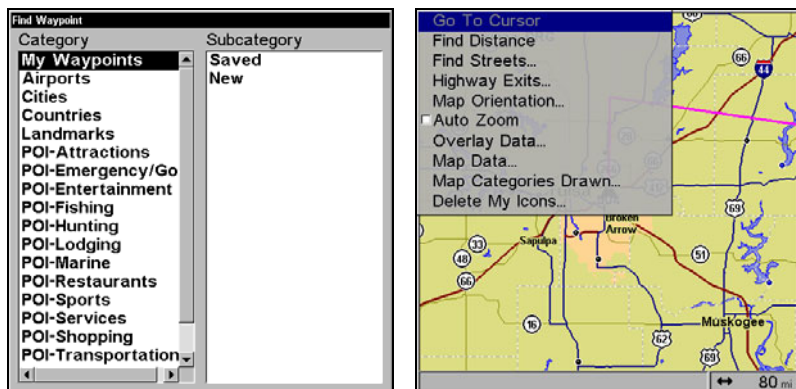 Find Waypoint
Category
Subcategory
My Waypoints
Airports
Cities
Countries
Landmarks
POI-Attractions
POI-Emergency/Go
POI-Entertainment
POI-Fishing
POI-Hunting
POI-Lodging
POI-Marine
POI-Restaurants
POI-Sports
POI-Services
POI-Shopping
POI-Transportation
Saved
New
Go To Cursor
Find Distance
Find Streets...
Highway Exits...
Map Orientation...
Auto Zoom
Overlay Data...
Map Data...
Map Categories Drawn...
Delete My Icons...
66
44
69
Broken
Arrow
Sapulpa
33
48
66
51
16
Muskogee
62
69
80 mi